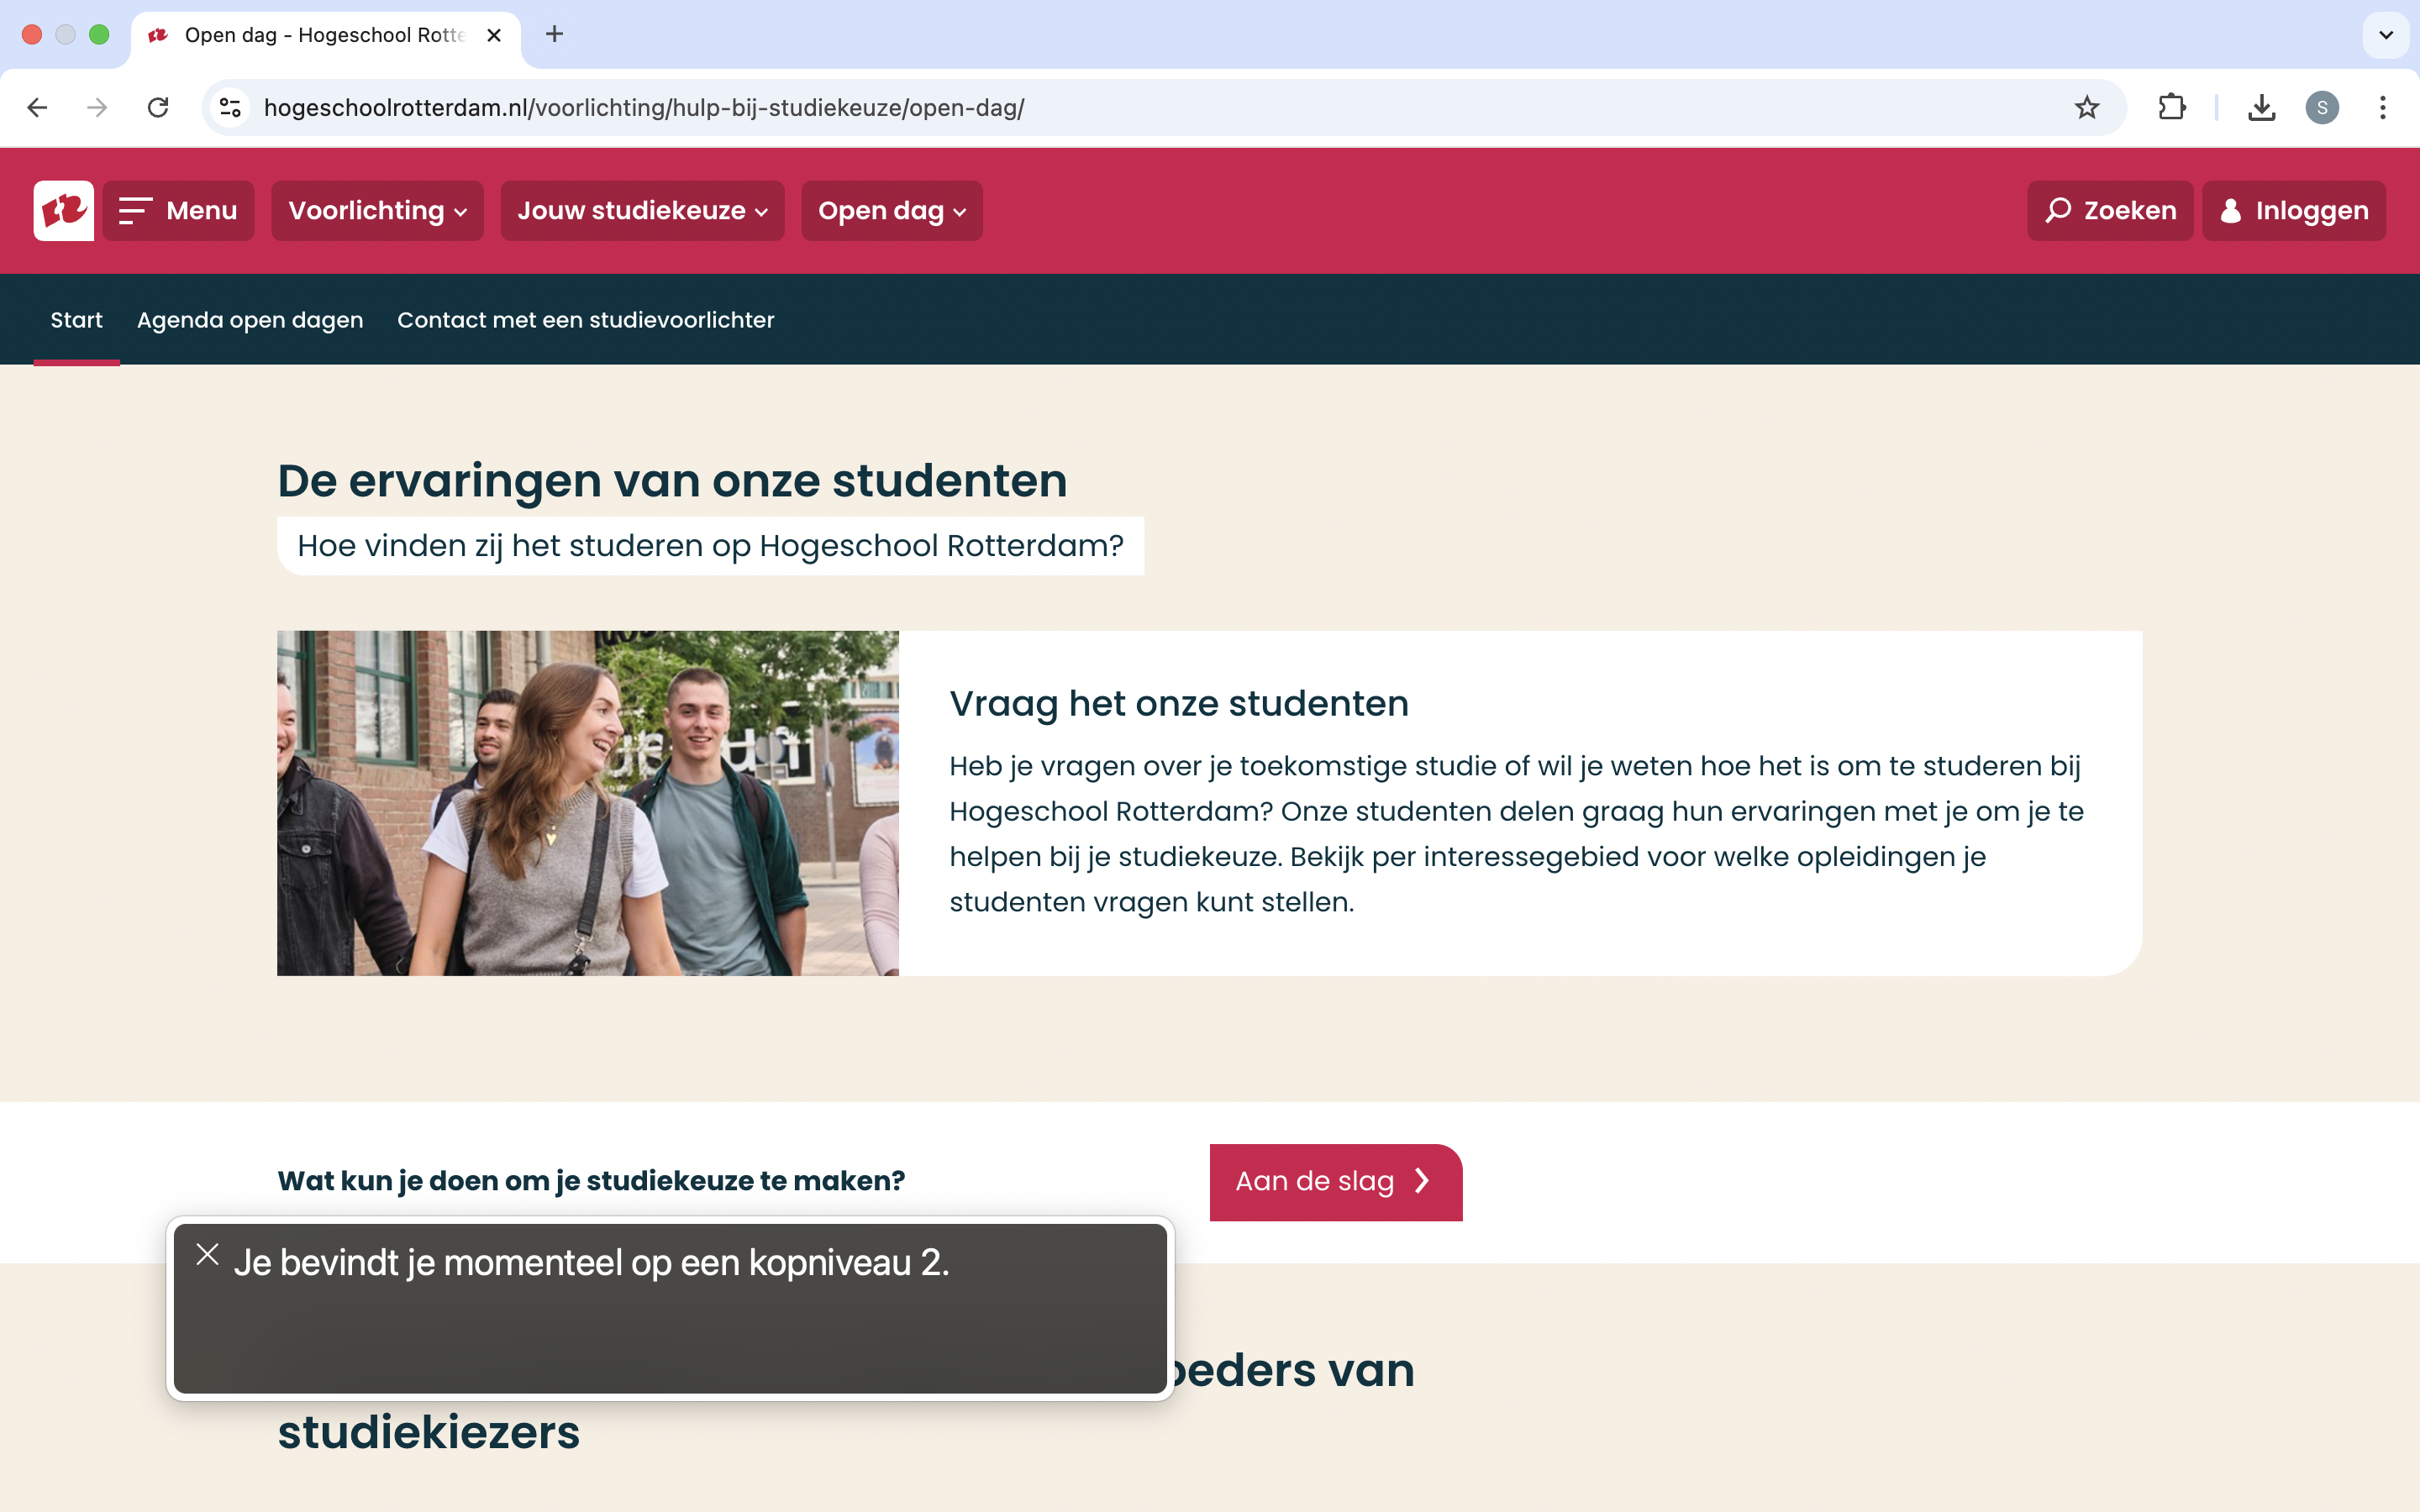 Open dag - Hogeschool Rotte
hogeschoolrotterdam.nl/voorlichting/hulp-bij-studiekeuze/open-dag/
S
Menu
Voorlichting
Jouw studiekeuze
Open dag
Zoeken
Inloggen
Start
Agenda open dagen
Contact met een studievoorlichter
De ervaringen van onze studenten
Hoe vinden zij het studeren op Hogeschool Rotterdam?
Vraag het onze studenten
Heb je vragen over je toekomstige studie of wil je weten hoe het is om te studeren bij
Hogeschool Rotterdam? Onze studenten delen graag hun ervaringen met je om je te
helpen bij je studiekeuze. Bekijk per interessegebied voor welke opleidingen je
studenten vragen kunt stellen.
Wat kun je doen om je studiekeuze te maken?
Aan de slag
Je bevindt je momenteel op een kopniveau 2.
oeders van
studiekiezers